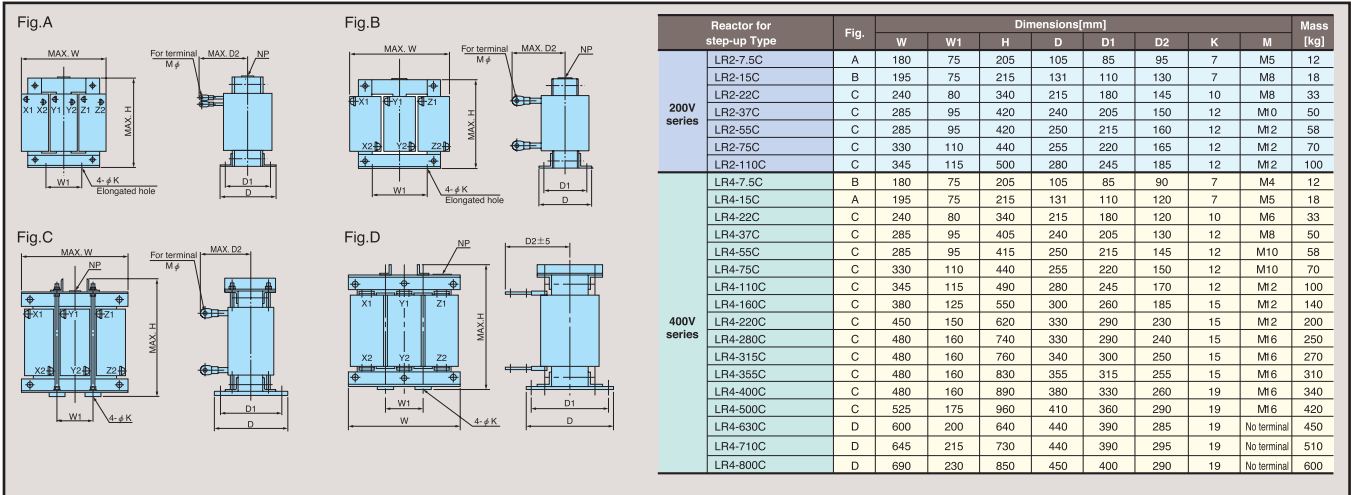 Fig.A
MAX. W
For terminal
M φ
MAX. D2
NP
X1 X2 Y1 Y2 Z1 Z2
MAX. H
W1
4- φ K
Elongated hole
D1
D
Fig.B
MAX. W
For terminal
M φ
MAX. D2
NP
X1 Y1 Z1
X2 Y2 Z2
MAX. H
W1
4- φ K
Elongated hole
D1
D
Fig.C
MAX. W
NP
For terminal
M φ
MAX. D2
X1 Y1 Z1
X2 Y2 Z2
MAX. H
W1
4- φ K
D1
D
Fig.D
NP
D2±5
X1 Y1 Z1
X2 Y2 Z2
MAX.H
W1
W
4- φ K
D1
D
Reactor for step-up Type Fig. Dimensions[mm] Mass [kg]
W W1 H D D1 D2 K M
200V series
LR2-7.5C A 180 75 205 105 85 95 7 M5 12
LR2-15C B 195 75 215 131 110 130 7 M8 18
LR2-22C C 240 80 340 215 180 145 10 M8 33
LR2-37C C 285 95 420 240 205 150 12 M10 50
LR2-55C C 285 95 420 250 215 160 12 M12 58
LR2-75C C 330 110 440 255 220 165 12 M12 70
LR2-110C C 345 115 500 280 245 185 12 M12 100
400V series
LR4-7.5C B 180 75 205 105 85 90 7 M4 12
LR4-15C A 195 75 215 131 110 120 7 M5 18
LR4-22C C 240 80 340 215 180 120 10 M6 33
LR4-37C C 285 95 405 240 205 130 12 M8 50
LR4-55C C 285 95 415 250 215 145 12 M10 58
LR4-75C C 330 110 440 255 220 150 12 M10 70
LR4-110C C 345 115 490 280 245 170 12 M12 100
LR4-160C C 380 125 550 300 260 185 15 M12 140
LR4-220C C 450 150 620 330 290 230 15 M12 200
LR4-280C C 480 160 740 330 290 240 15 M16 250
LR4-315C C 480 160 760 340 300 250 15 M16 270
LR4-355C C 480 160 830 355 315 255 15 M16 310
LR4-400C C 480 160 890 380 330 260 19 M16 340
LR4-500C C 525 175 960 410 360 290 19 M16 420
LR4-630C D 600 200 640 440 390 285 19 No terminal 450
LR4-710C D 645 215 730 440 390 295 19 No terminal 510
LR4-800C D 690 230 850 450 400 290 19 No terminal 600